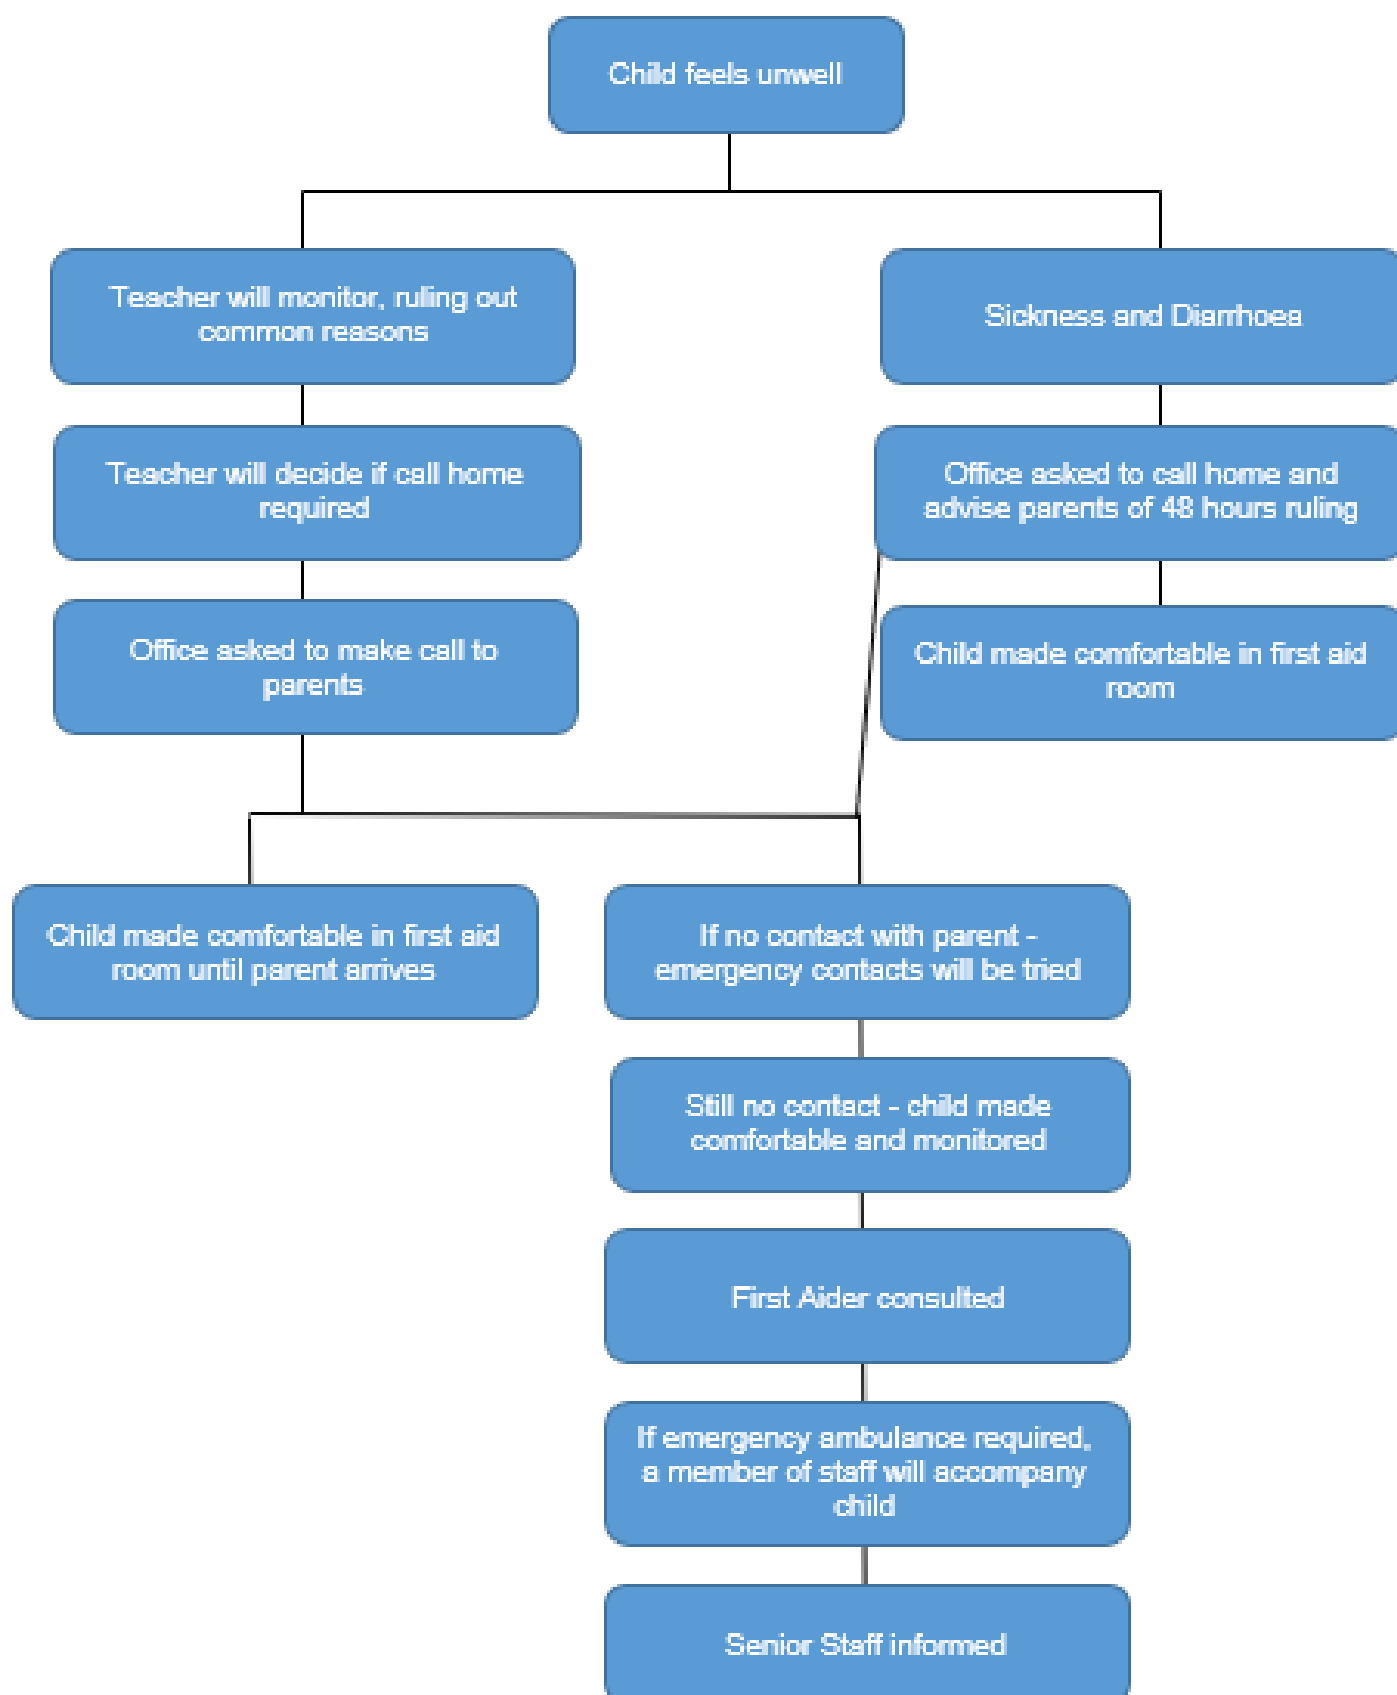 Child feels unwell
Teacher will monitor, ruling out
common reasons
Sickness and Diarrhoea
Teacher will decide if call home
required
Office asked to call home and
advise parents of 48 hours ruling
Office asked to make call to
parents
Child made comfortable in first aid
room
Child made comfortable in first aid
room until parent arrives
If no contact with parent -
emergency contacts will be tried
Still no contact - child made
comfortable and monitored
First Aider consulted
If emergency ambulance required,
a member of staff will accompany
child
Senior Staff informed